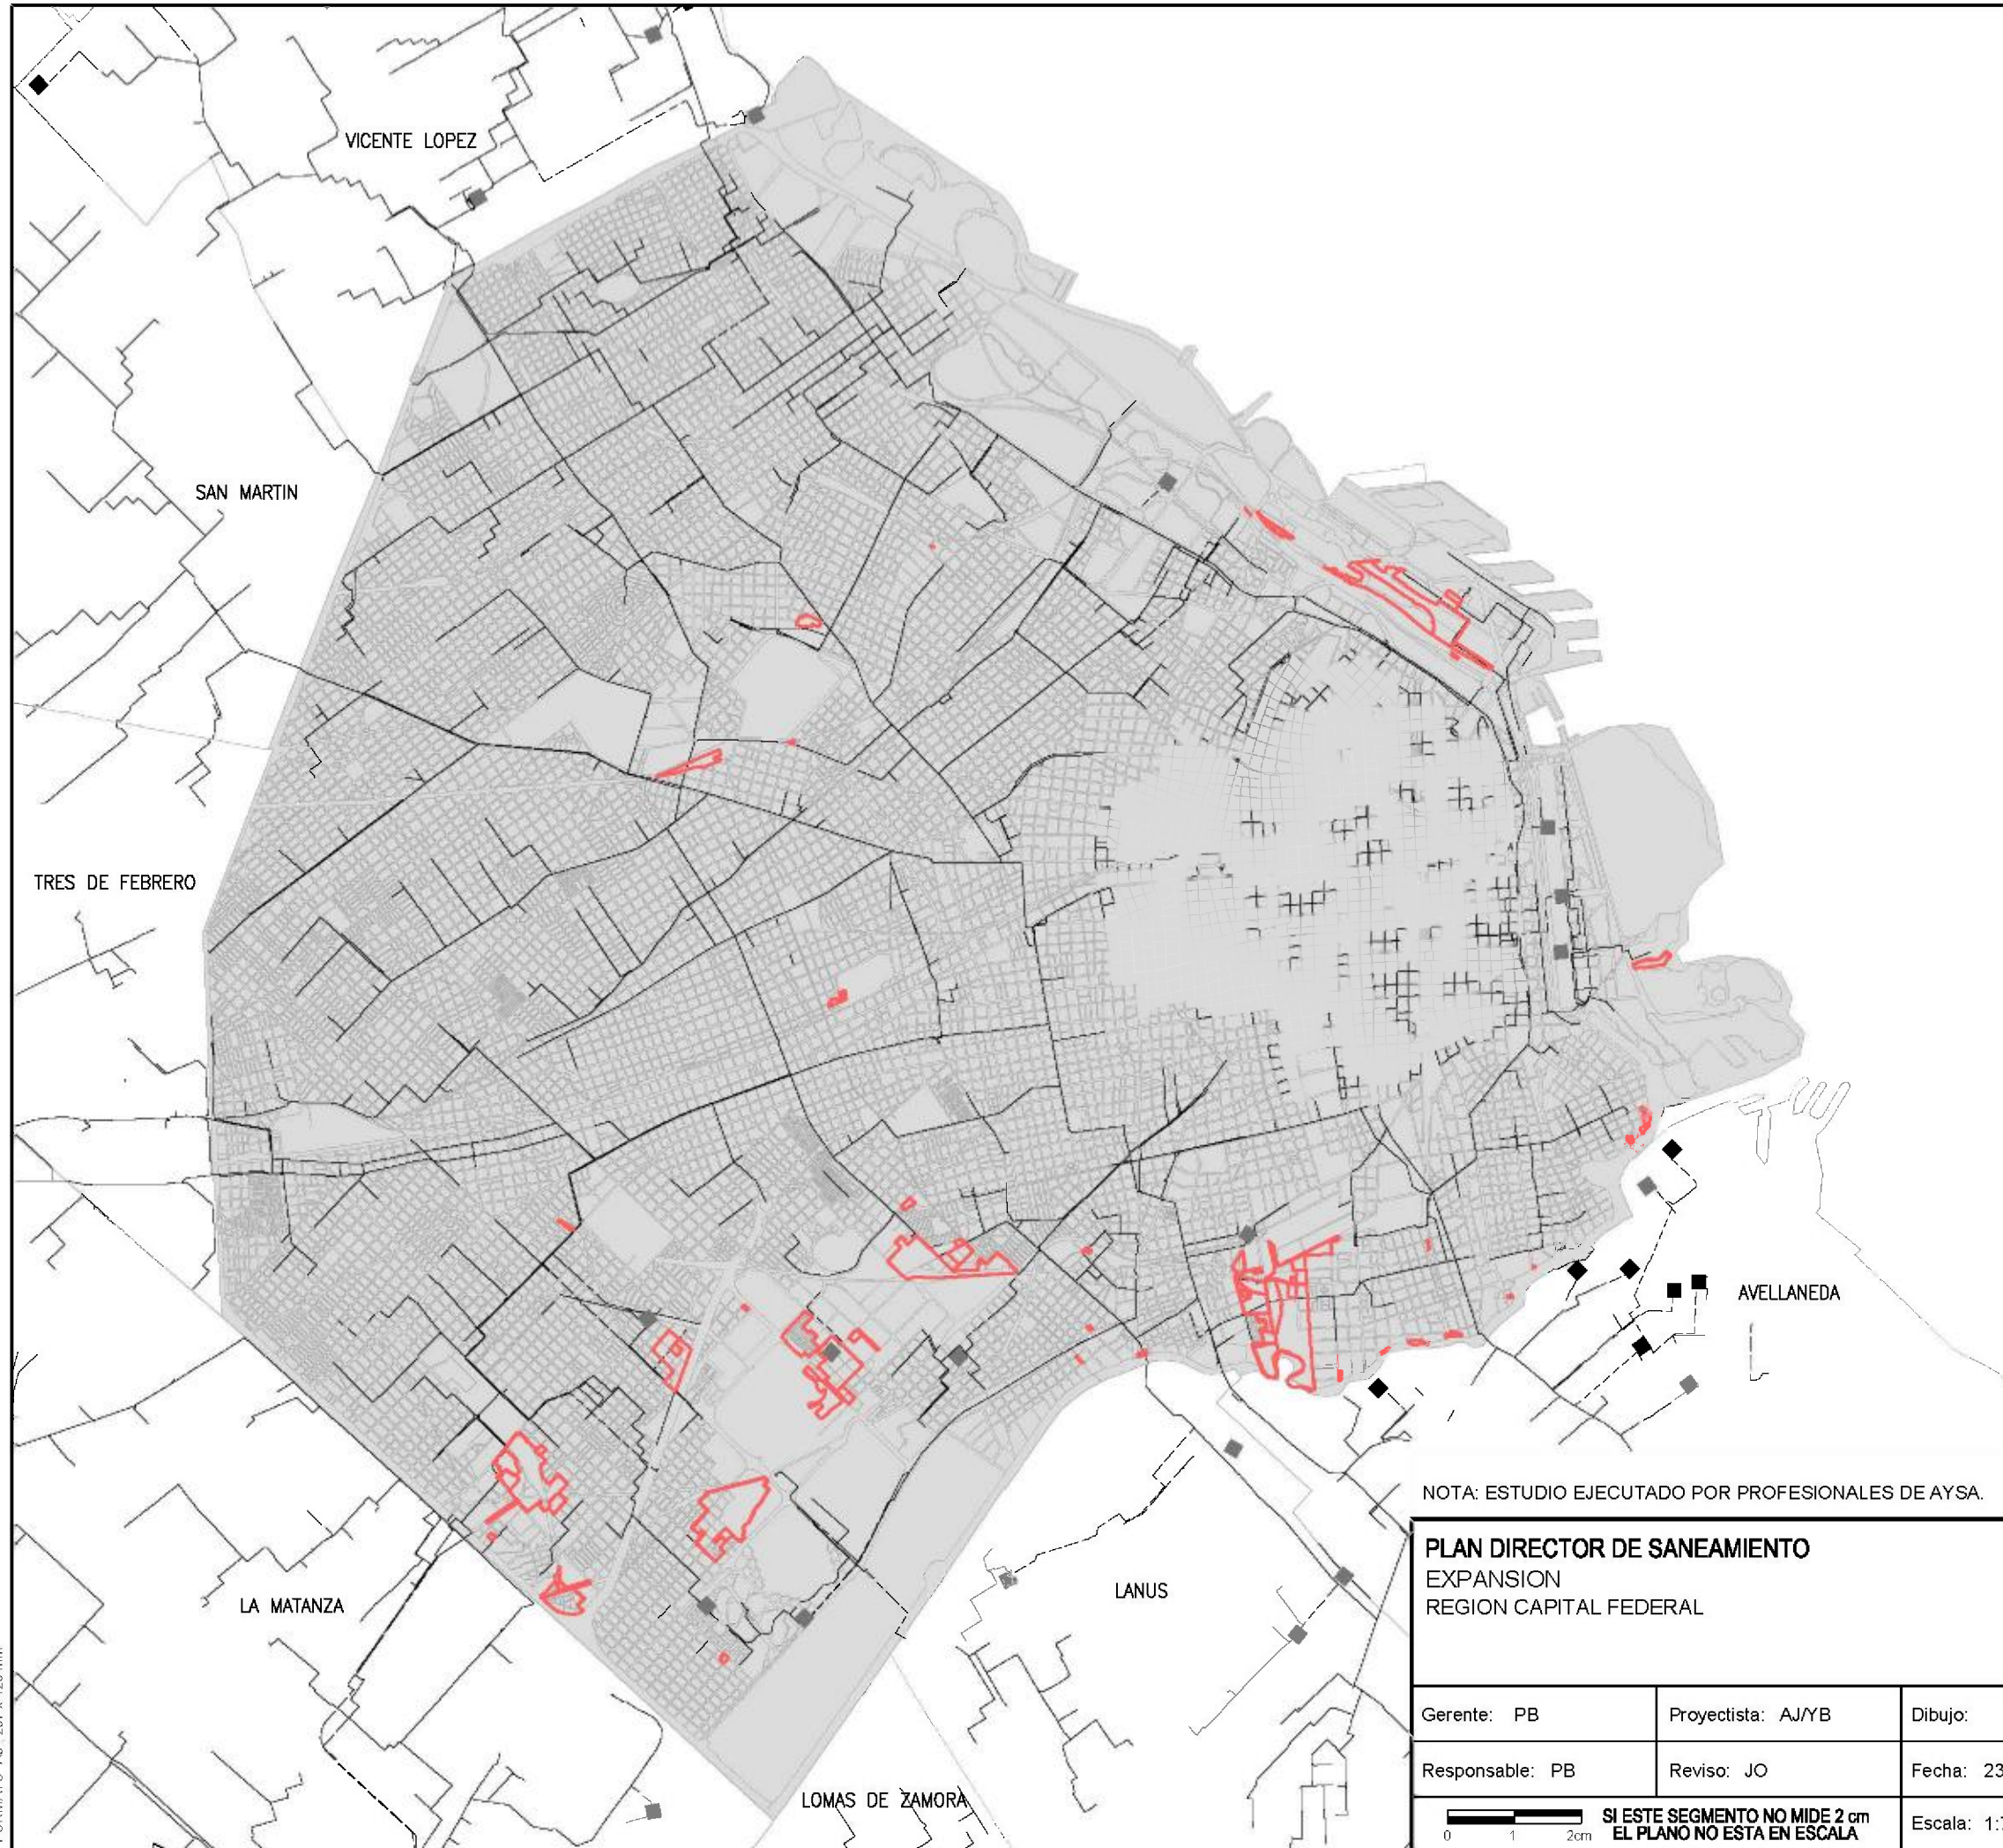 VICENTE LOPEZ
SAN MARTIN
TRES DE FEBRERO
AVELLANEDA
LA MATANZA
LANUS
LOMAS DE ZAMORA
NOTA: ESTUDIO EJECUTADO POR PROFESIONALES DE AYSA.
PLAN DIRECTOR DE SANEAMIENTO
EXPANSION
REGION CAPITAL FEDERAL
Gerente: PB
Proyectista: AJ/YB
Dibujo:
Responsable: PB
Reviso: JO
Fecha: 23
0 1 2cm
SI ESTE SEGMENTO NO MIDE 2 cm
EL PLANO NO ESTA EN ESCALA
Escala: 1: